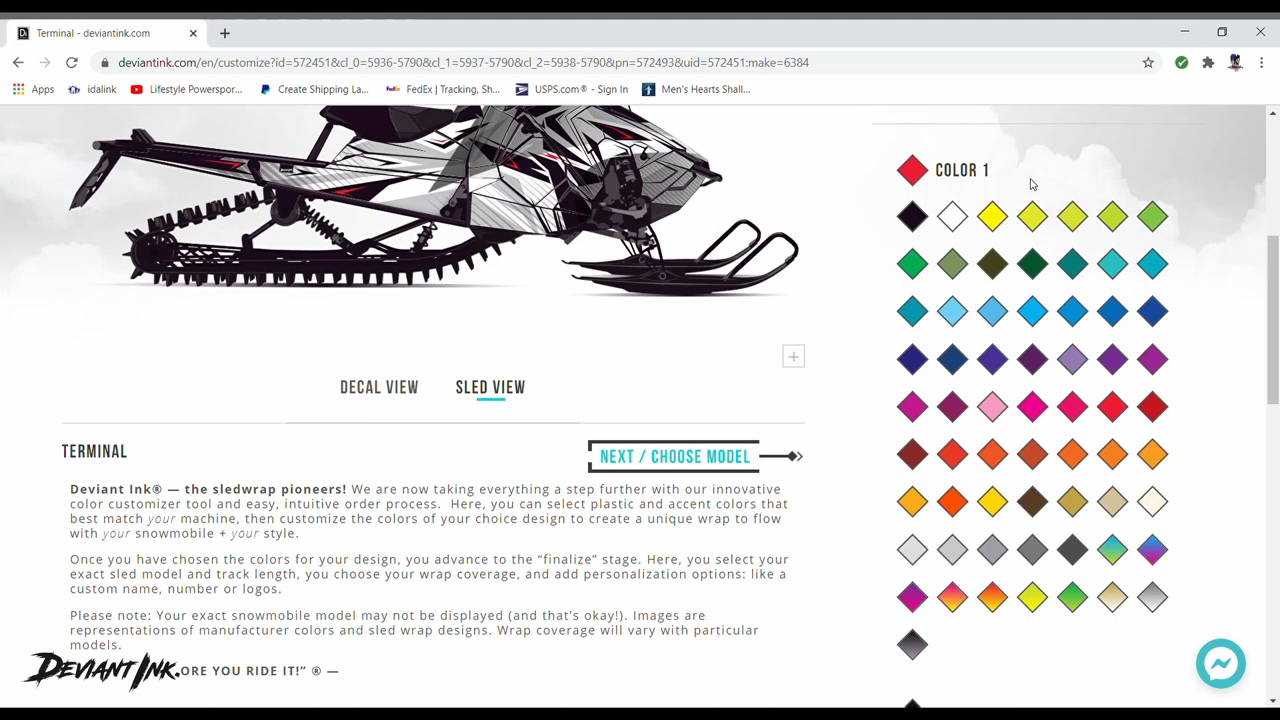 Terminal - deviantink.com
deviantink.com/en/customize?id=572451&cl_0=5936-5790&cl_1=5937-5790&cl_2=5938-5790&pn=572493&uid=572451:make=6384
Apps idalink Lifestyle Powerspor... Create Shipping La... FedEx | Tracking, Sh... USPS.com® - Sign In Men's Hearts Shall...
COLOR 1
DECAL VIEW SLED VIEW
TERMINAL
NEXT / CHOOSE MODEL
Deviant Ink® — the sledwrap pioneers! We are now taking everything a step further with our innovative
color customizer tool and easy, intuitive order process. Here, you can select plastic and accent colors that
best match your machine, then customize the colors of your choice design to create a unique wrap to flow
with your snowmobile + your style.
Once you have chosen the colors for your design, you advance to the “finalize” stage. Here, you select your
exact sled model and track length, you choose your wrap coverage, and add personalization options: like a
custom name, number or logos.
Please note: Your exact snowmobile model may not be displayed (and that's okay!). Images are
representations of manufacturer colors and sled wrap designs. Wrap coverage will vary with particular
models.
DEVIANT INK.
ORE YOU RIDE IT!” ® —